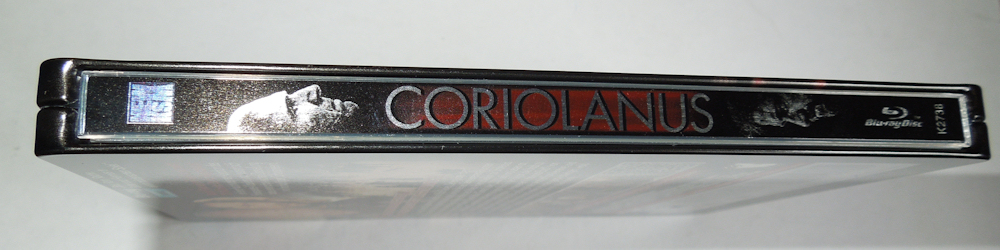 CORIOLANUS
Blu-ray Disc
K2738